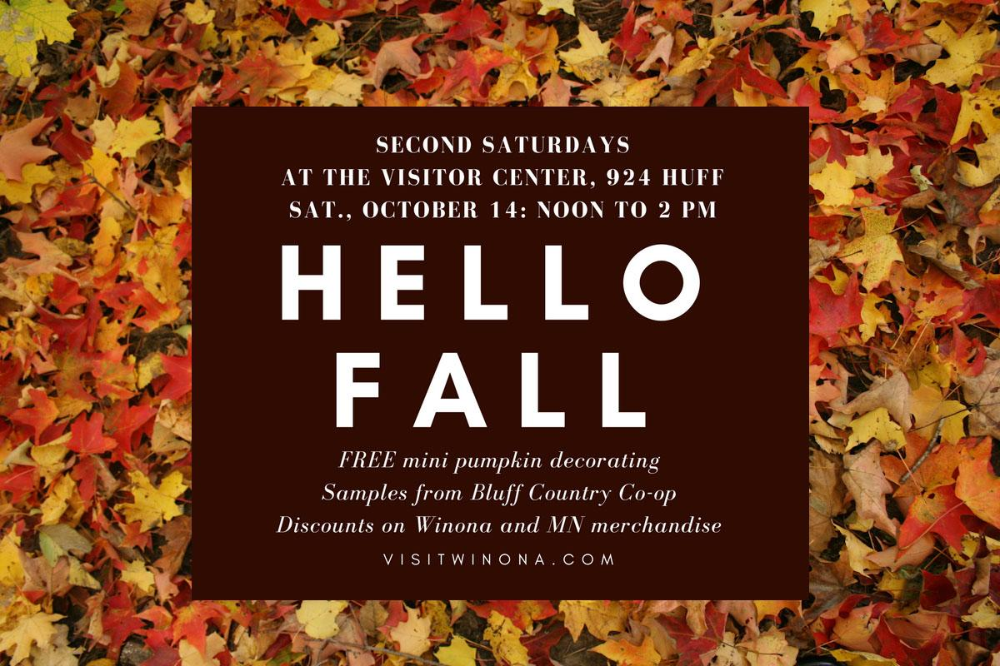 SECOND SATURDAYS
AT THE VISITOR CENTER, 924 HUFF
SAT., OCTOBER 14: NOON TO 2 PM
HELLO
FALL
FREE mini pumpkin decorating
Samples from Bluff Country Co-op
Discounts on Winona and MN merchandise
VISITWINONA.COM